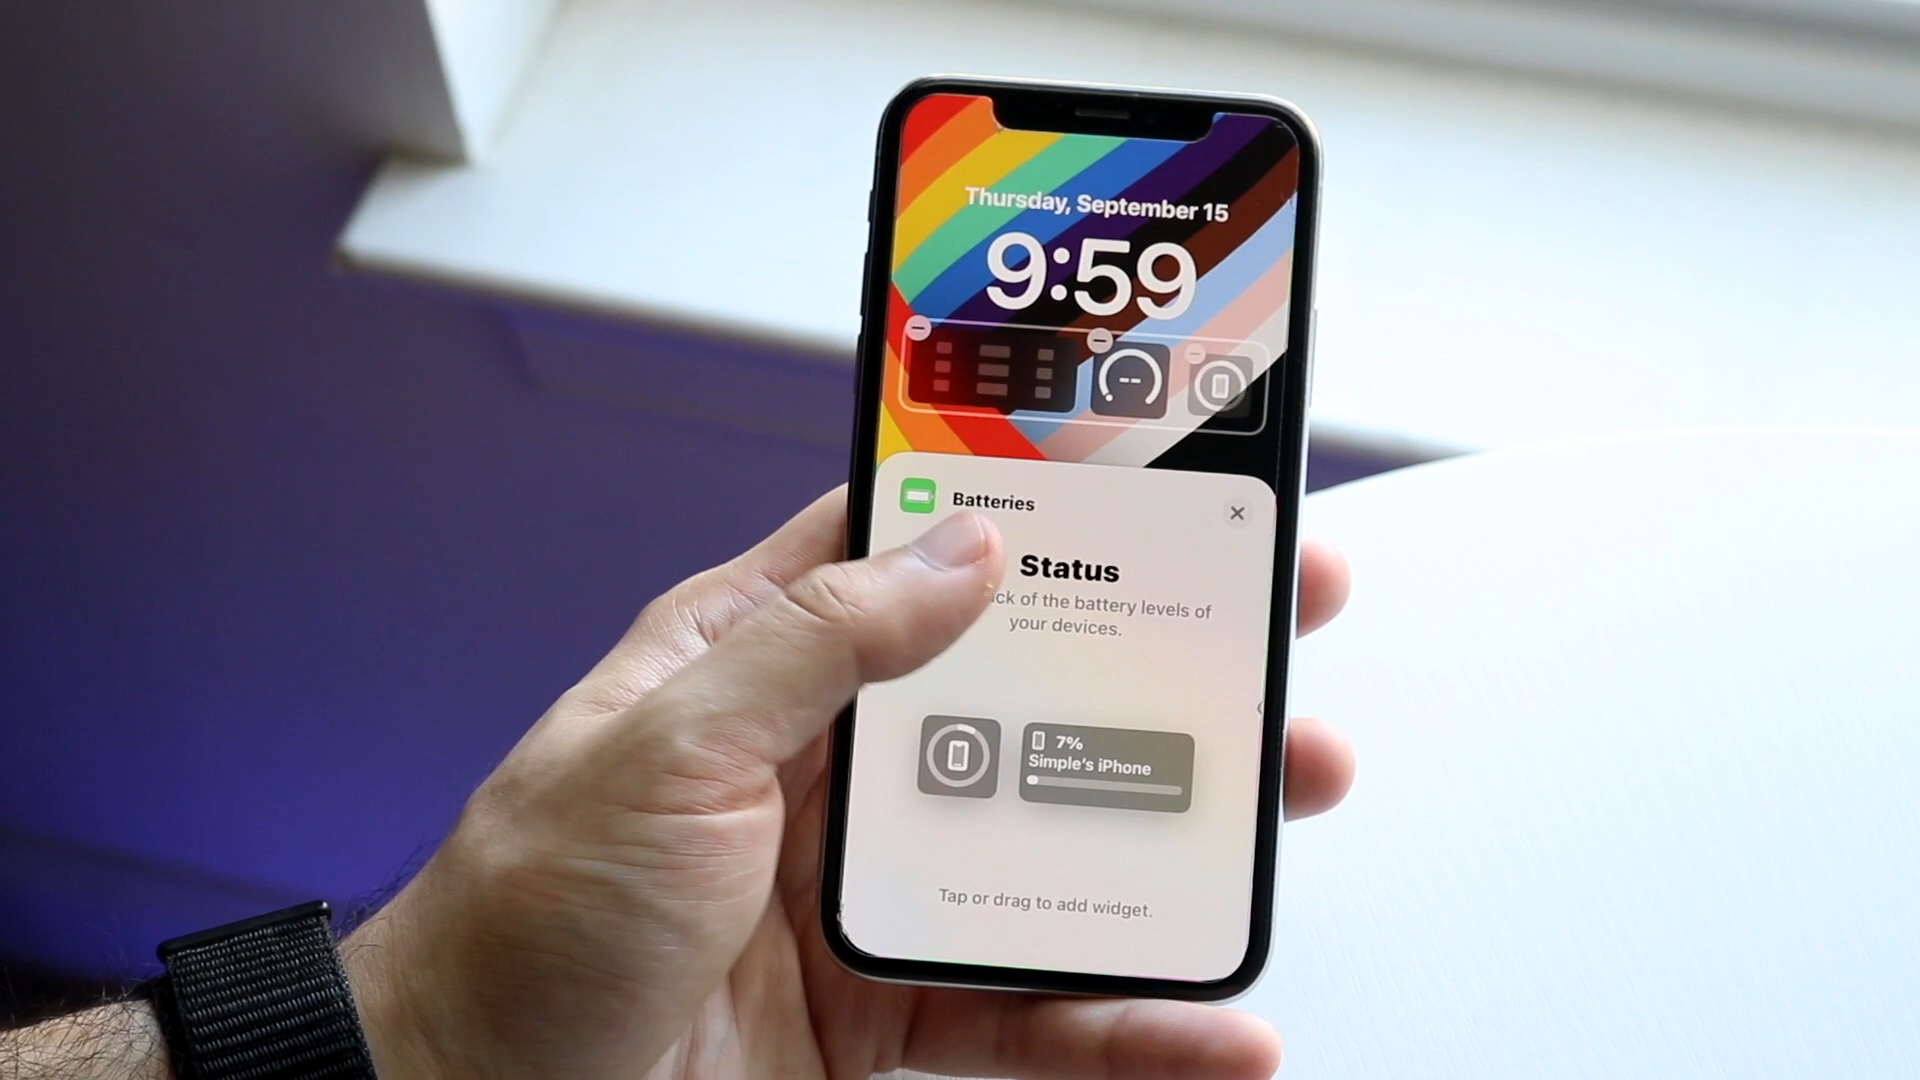 Thursday, September 15
9:59
--
Batteries
Status
of the battery levels of
your devices.
7%
Simple's iPhone
Tap or drag to add widget.